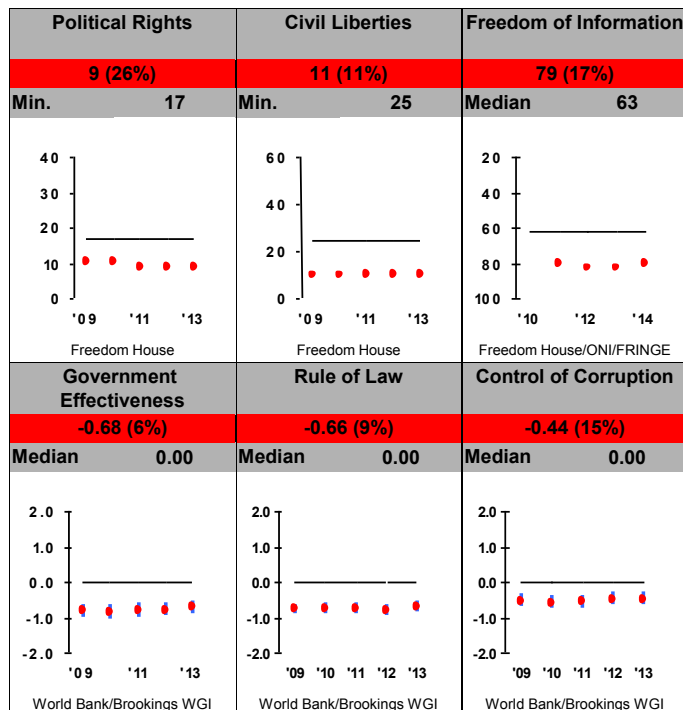 Political Rights
9 (26%)
Min. 17
40
30
20
10
0
'09 '11 '13
Freedom House
Civil Liberties
11 (11%)
Min. 25
60
40
20
0
'09 '11 '13
Freedom House
Freedom of Information
79 (17%)
Median 63
20
40
60
80
100
'10 '12 '14
Freedom House/ONI/FRINGE
Government
Effectiveness
-0.68 (6%)
Median 0.00
2.0
1.0
0.0
-1.0
-2.0
'09 '11 '13
World Bank/Brookings WGI
Rule of Law
-0.66 (9%)
Median 0.00
2.0
1.0
0.0
-1.0
-2.0
'09 '10 '11 '12 '13
World Bank/Brookings WGI
Control of Corruption
-0.44 (15%)
Median 0.00
2.0
1.0
0.0
-1.0
-2.0
'09 '10 '11 '12 '13
World Bank/Brookings WGI